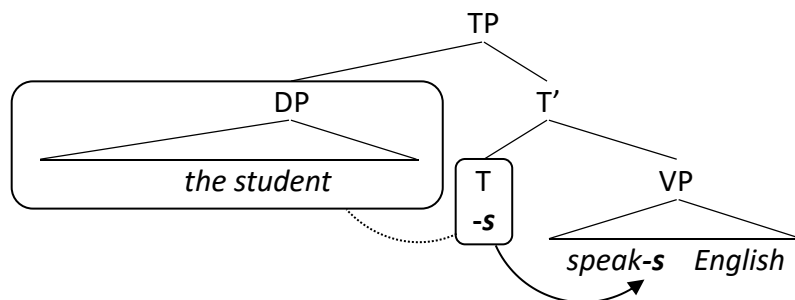 TP
DP T’
the student T VP
-s
speak-s English